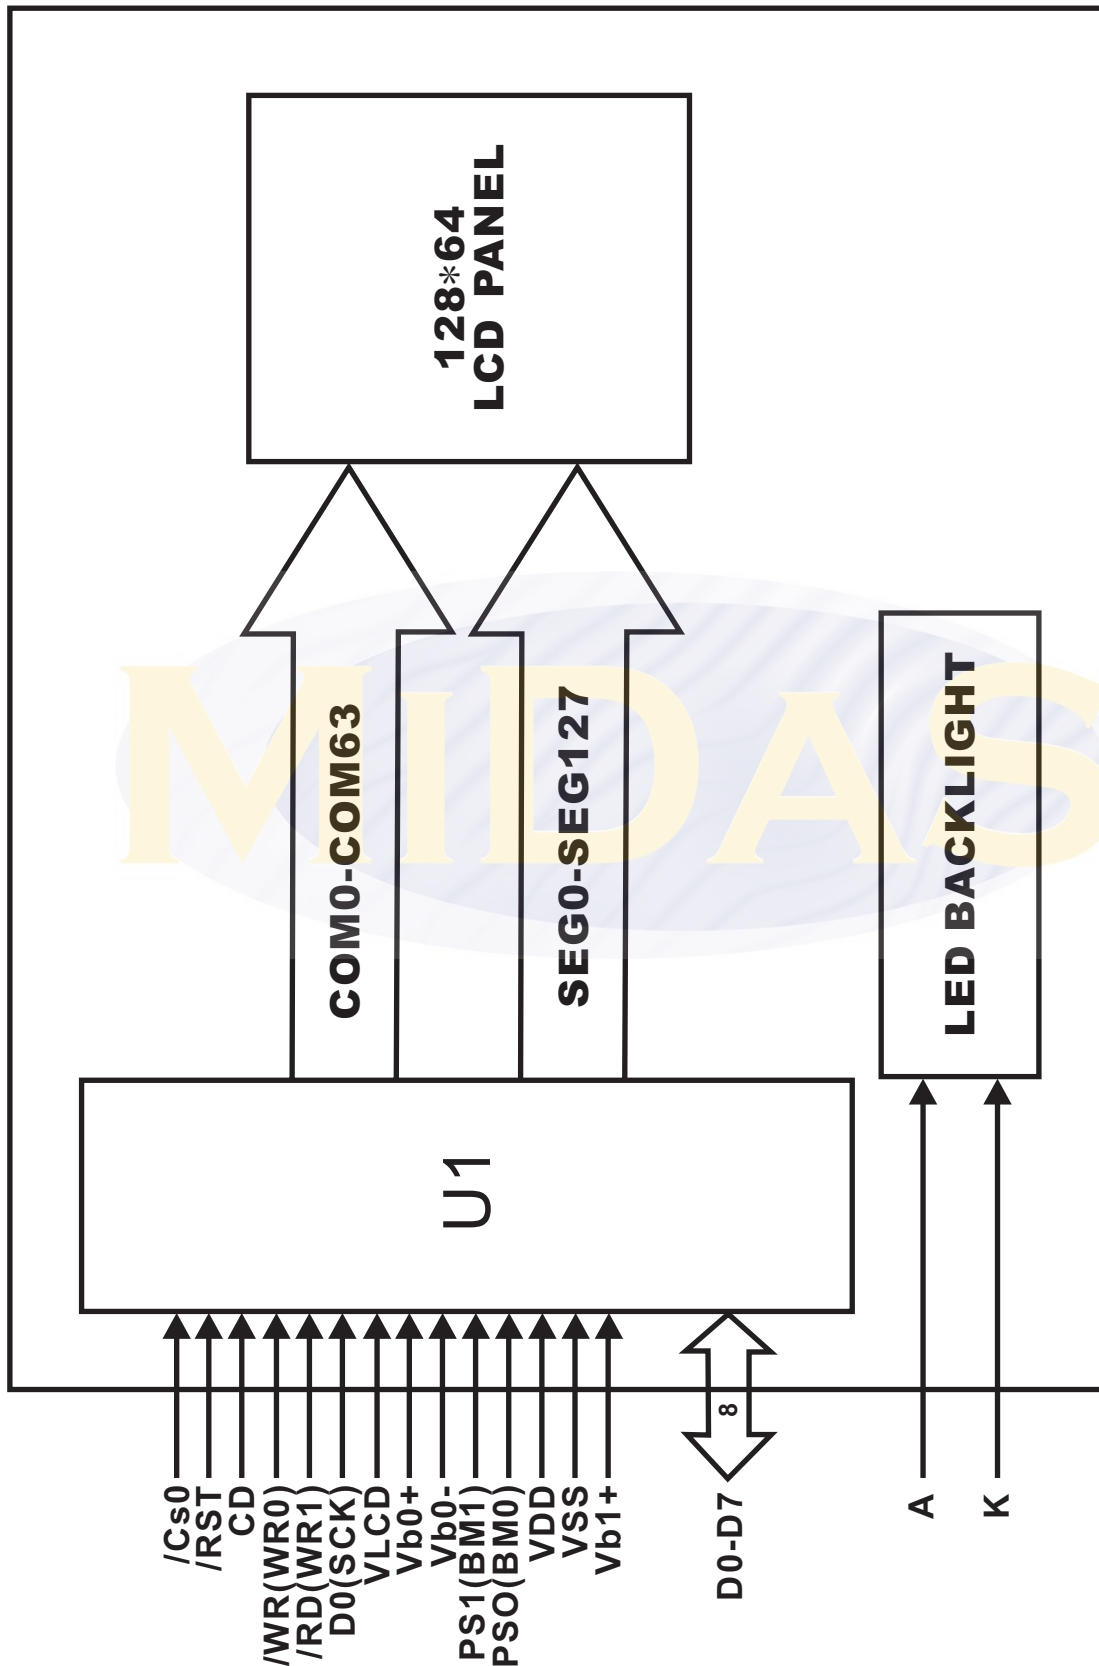 128*64
LCD PANEL
COM0-COM63
SEG0-SEG127
MIDAS
LED BACKLIGHT
U1
/Cs0
/RST
CD
/WR(WR0)
/RD(WR1)
D0(SCK)
VLCD
Vb0+
Vb0-
PS1(BM1)
PSO(BM0)
VDD
VSS
Vb1+
8
D0-D7
A
K